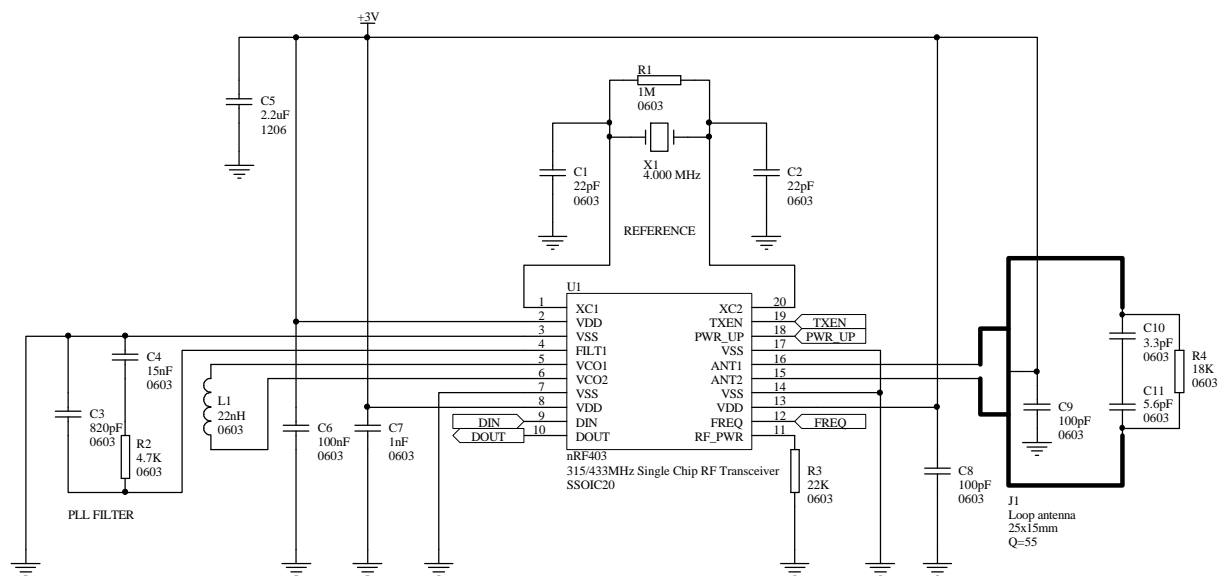 +3V
C5
2.2uF
1206
R1
1M
0603
X1
4.000 MHz
C1
22pF
0603
C2
22pF
0603
REFERENCE
U1
1 XC1 XC2 20
2 VDD TXEN 19 TXEN
3 VSS PWR_UP 18 PWR_UP
4 FILT1 VSS 17
5 VCO1 ANT1 16
6 VCO2 ANT2 15
7 VSS VSS 14
8 VDD VDD 13
DIN 9 DIN FREQ 12 FREQ
DOUT 10 DOUT RF_PWR 11
nRF403
315/433MHz Single Chip RF Transceiver
SSOIC20
C4
15nF
0603
C3
820pF
0603
R2
4.7K
0603
PLL FILTER
L1
22nH
0603
C6
100nF
0603
C7
1nF
0603
R3
22K
0603
C8
100pF
0603
C9
100pF
0603
C10
3.3pF
0603
C11
5.6pF
0603
R4
18K
0603
J1
Loop antenna
25x15mm
Q=55